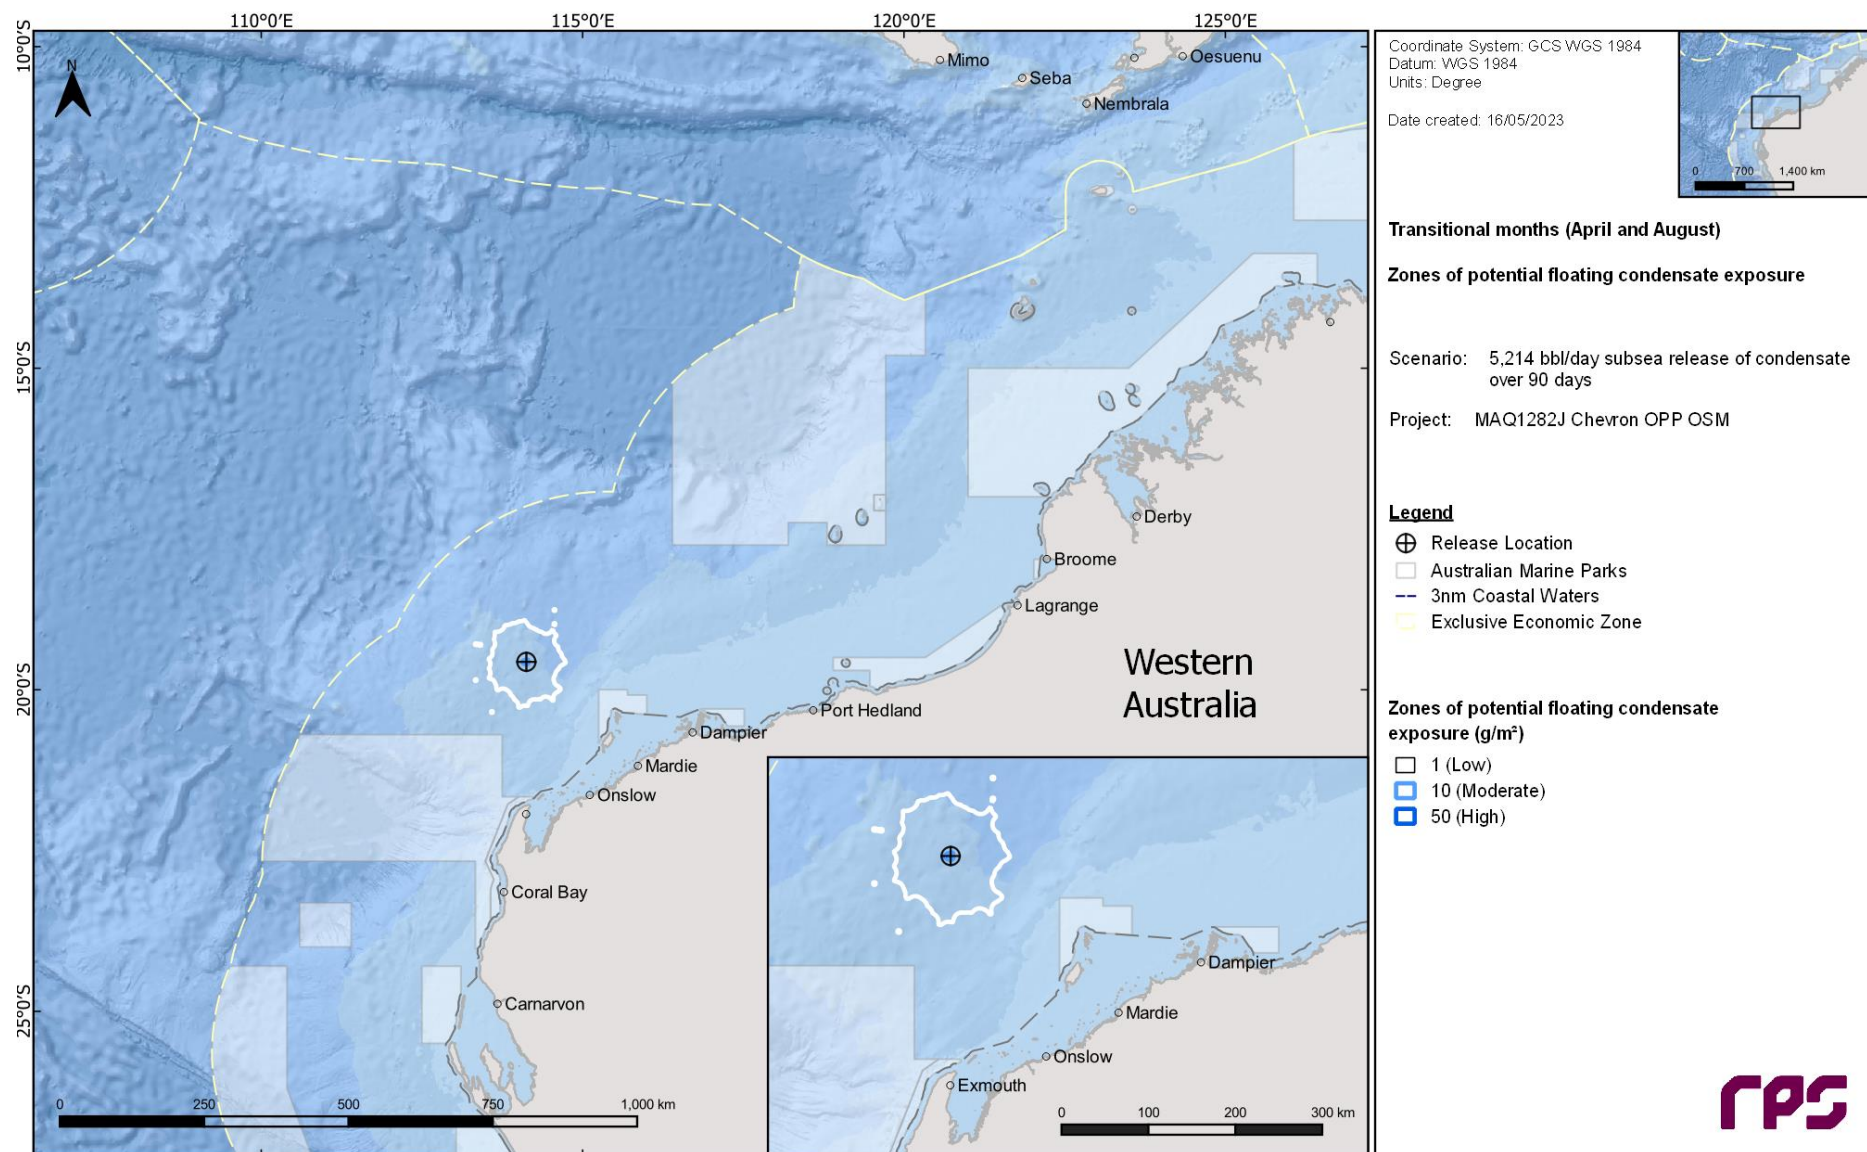 110°0'E 115°0'E 120°0'E 125°0'E
10°0'S
15°0'S
20°0'S
25°0'S
N
Mimo
Seba
Oesuenu
Nembrala
Derby
Broome
Lagrange
Western
Australia
Port Hedland
Dampier
Mardie
Onslow
Coral Bay
Carnarvon
0 250 500 750 1,000 km
Dampier
Mardie
Onslow
Exmouth
0 100 200 300 km
Coordinate System: GCS WGS 1984
Datum: WGS 1984
Units: Degree
Date created: 16/05/2023
0 700 1,400 km
Transitional months (April and August)
Zones of potential floating condensate exposure
Scenario: 5,214 bbl/day subsea release of condensate
over 90 days
Project: MAQ1282J Chevron OPP OSM
Legend
Release Location
Australian Marine Parks
3nm Coastal Waters
Exclusive Economic Zone
Zones of potential floating condensate
exposure (g/m²)
1 (Low)
10 (Moderate)
50 (High)
rps